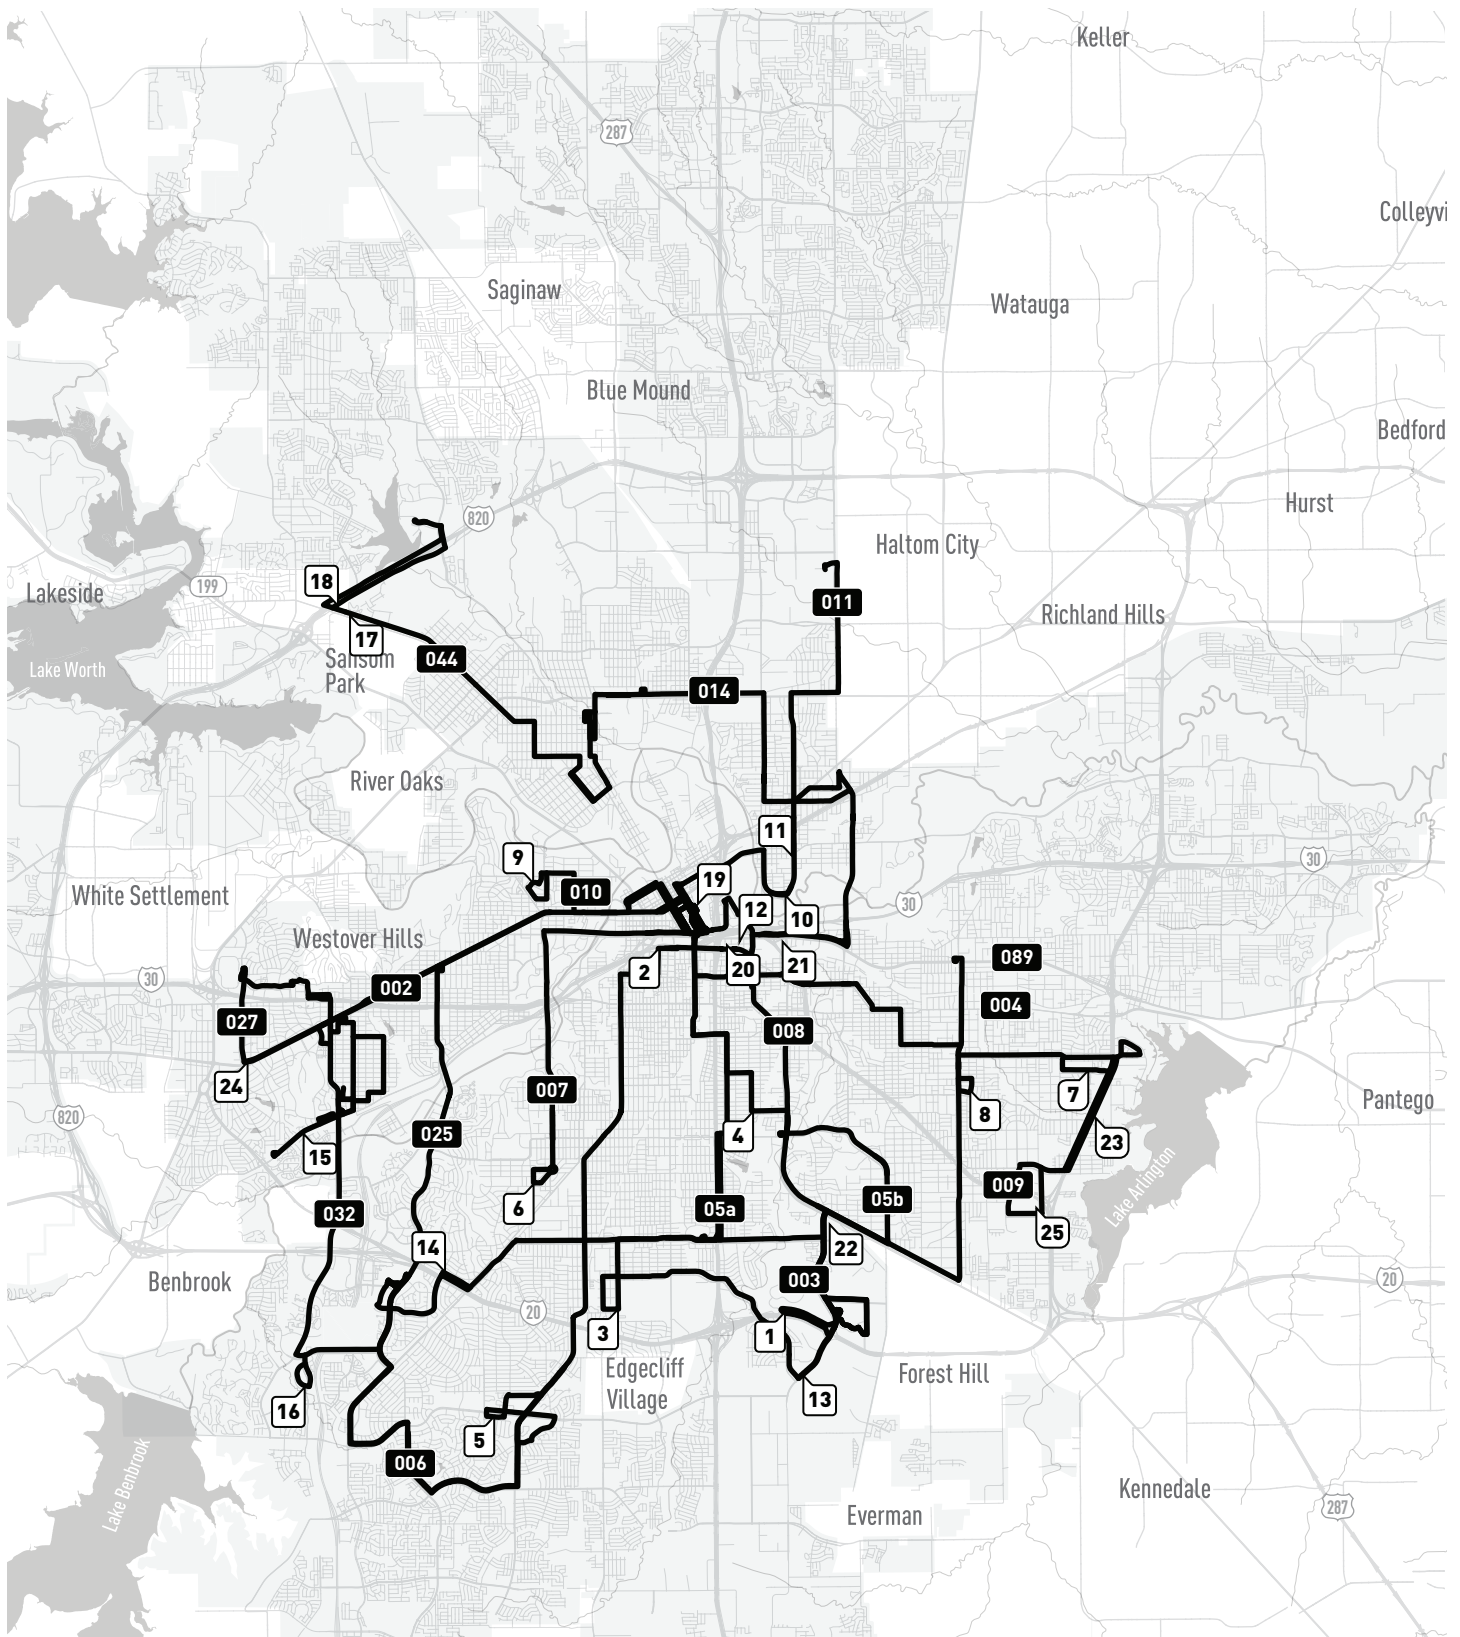 Keller
287
Colleyvi
Saginaw
Watauga
Blue Mound
Bedford
Hurst
820
Haltom City
18
199
Lakeside
011
Richland Hills
17
044
Sansom
Park
Lake Worth
014
River Oaks
11
9
30
19
010
White Settlement
30
12
10
Westover Hills
089
2
20
21
30
002
004
027
008
24
007
7
8
Pantego
820
025
4
23
15
009
Lake Arlington
05b
6
05a
032
25
14
22
003
20
Benbrook
20
3
1
Edgecliff
Village
Forest Hill
13
16
5
006
Lake Benbrook
Kennedale
287
Everman